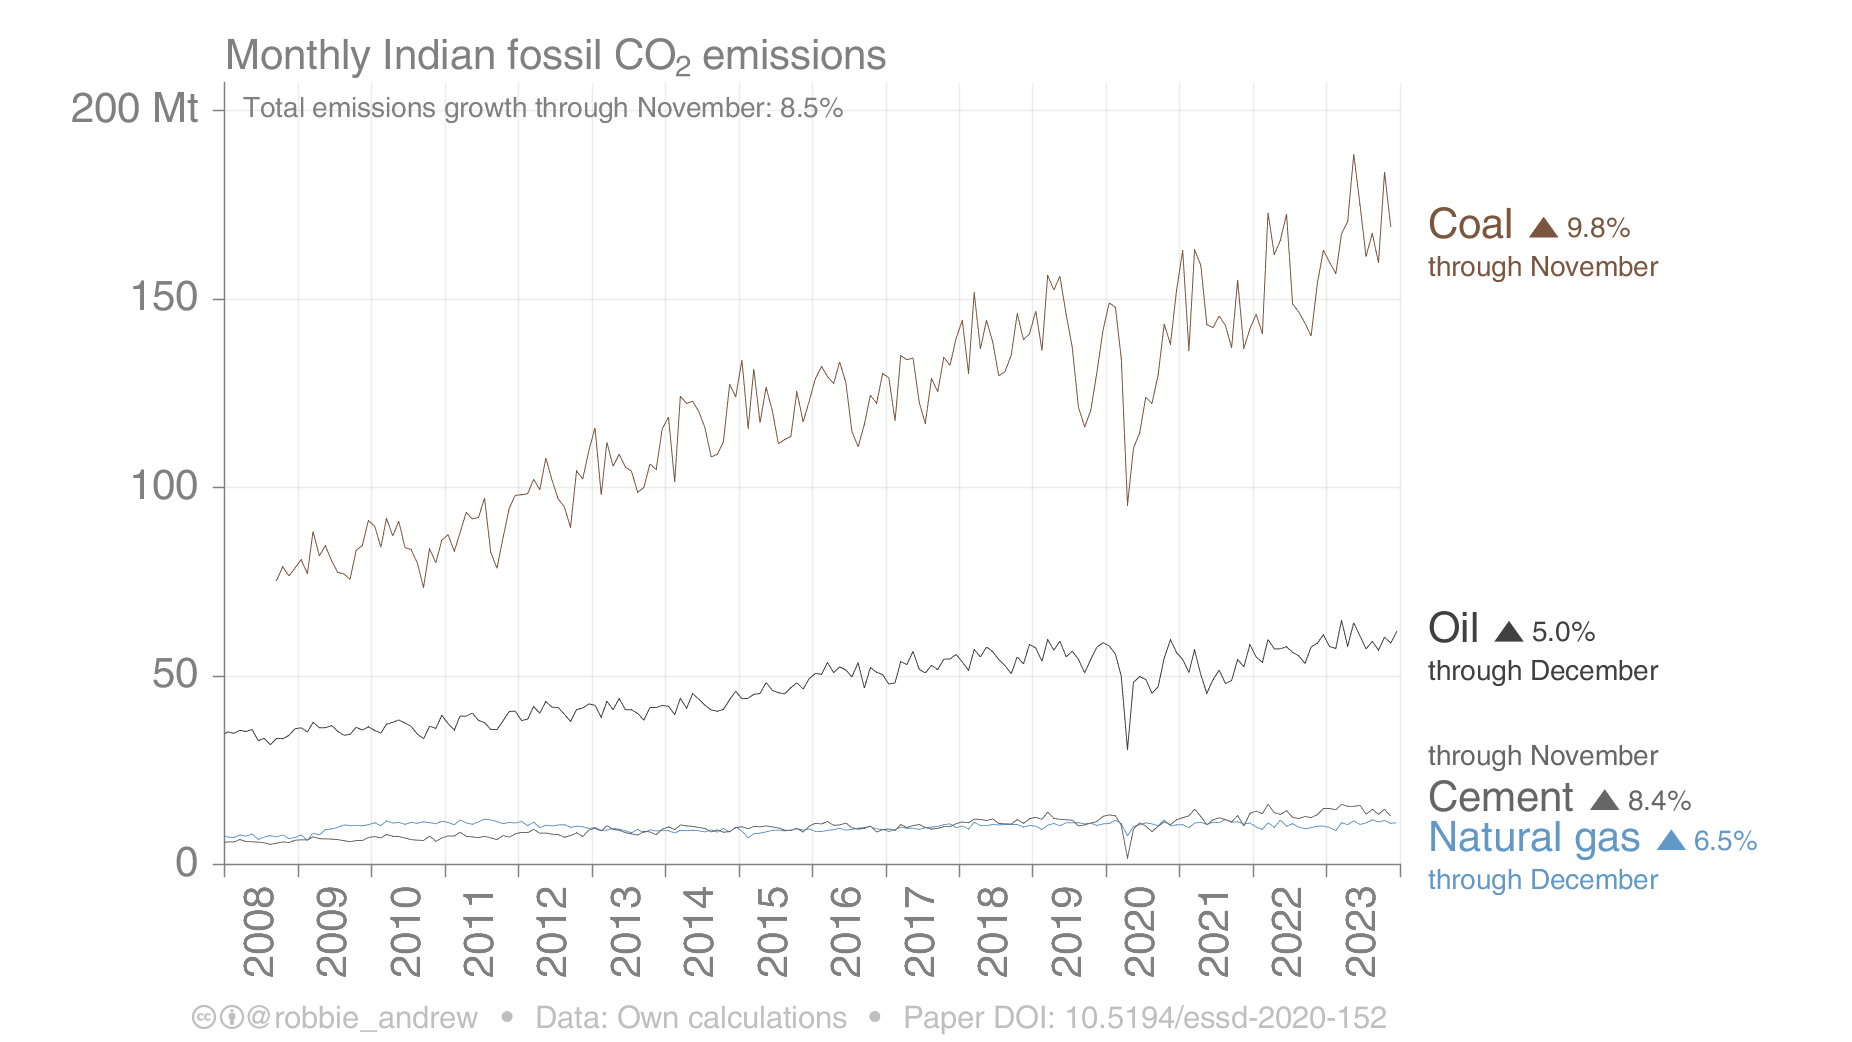 Monthly Indian fossil CO₂ emissions
200 Mt
Total emissions growth through November: 8.5%
150
100
50
0
Coal ▲ 9.8%
through November
Oil ▲ 5.0%
through December
through November
Cement ▲ 8.4%
Natural gas ▲ 6.5%
through December
2008
2009
2010
2011
2012
2013
2014
2015
2016
2017
2018
2019
2020
2021
2022
2023
cc @robbie_andrew • Data: Own calculations • Paper DOI: 10.5194/essd-2020-152